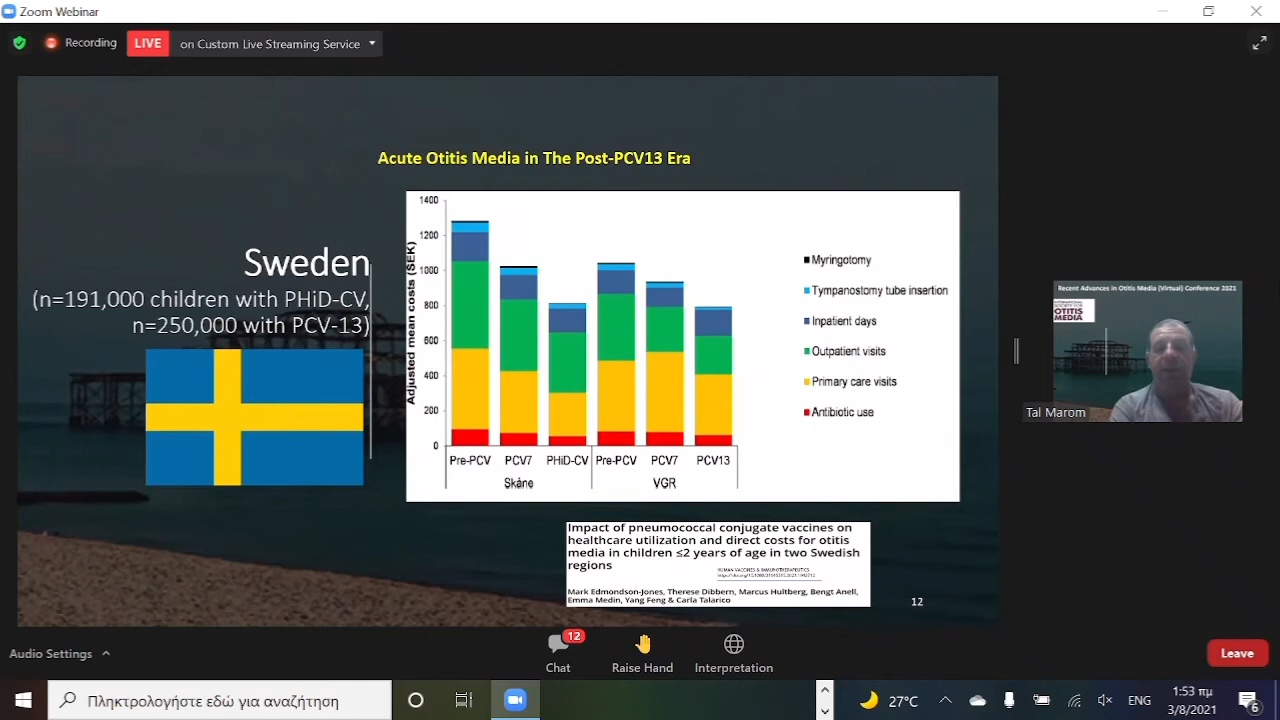 Zoom Webinar
Recording
LIVE
on Custom Live Streaming Service
Acute Otitis Media in The Post-PCV13 Era
Sweden
(n=191,000 children with PHiD-CV,
n=250,000 with PCV-13)
Adjusted mean costs (SEK)
1400
1200
1000
800
600
400
200
0
Pre-PCV PCV7 PHiD-CV Pre-PCV PCV7 PCV13
Skåne VGR
Myringotomy
Tympanostomy tube insertion
Inpatient days
Outpatient visits
Primary care visits
Antibiotic use
Impact of pneumococcal conjugate vaccines on
healthcare utilization and direct costs for otitis
media in children ≤2 years of age in two Swedish
regions
HUMAN VACCINES & IMMUNOTHERAPEUTICS
Mark Edmondson-Jones, Therese Dibbern, Marcus Hultberg, Bengt Anell,
Emma Medin, Yang Feng & Carla Talarico
12
Recent Advances in Otitis Media (Virtual) Conference 2021
INTERNATIONAL
SOCIETY FOR
OTITIS
MEDIA
Tal Marom
Audio Settings
12
Chat
Raise Hand
Interpretation
Leave
Πληκτρολογήστε εδώ για αναζήτηση
27°C
ENG
1:53 πμ
3/8/2021
6